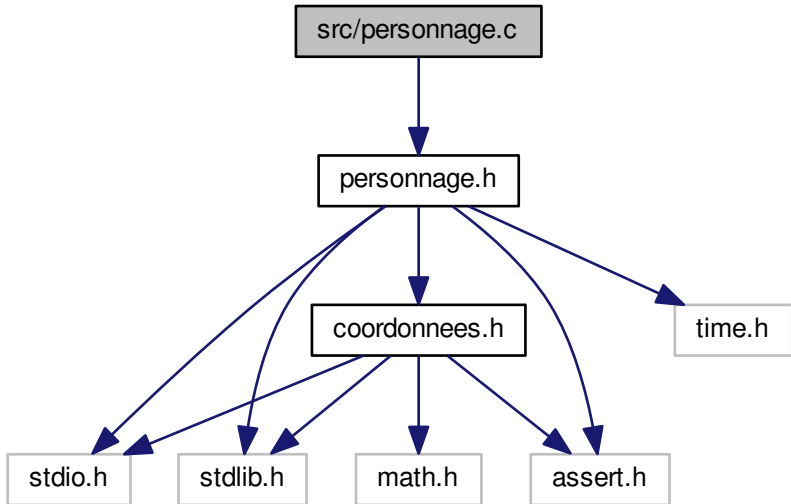 src/personnage.c
personnage.h
coordonnees.h
time.h
stdio.h
stdlib.h
math.h
assert.h